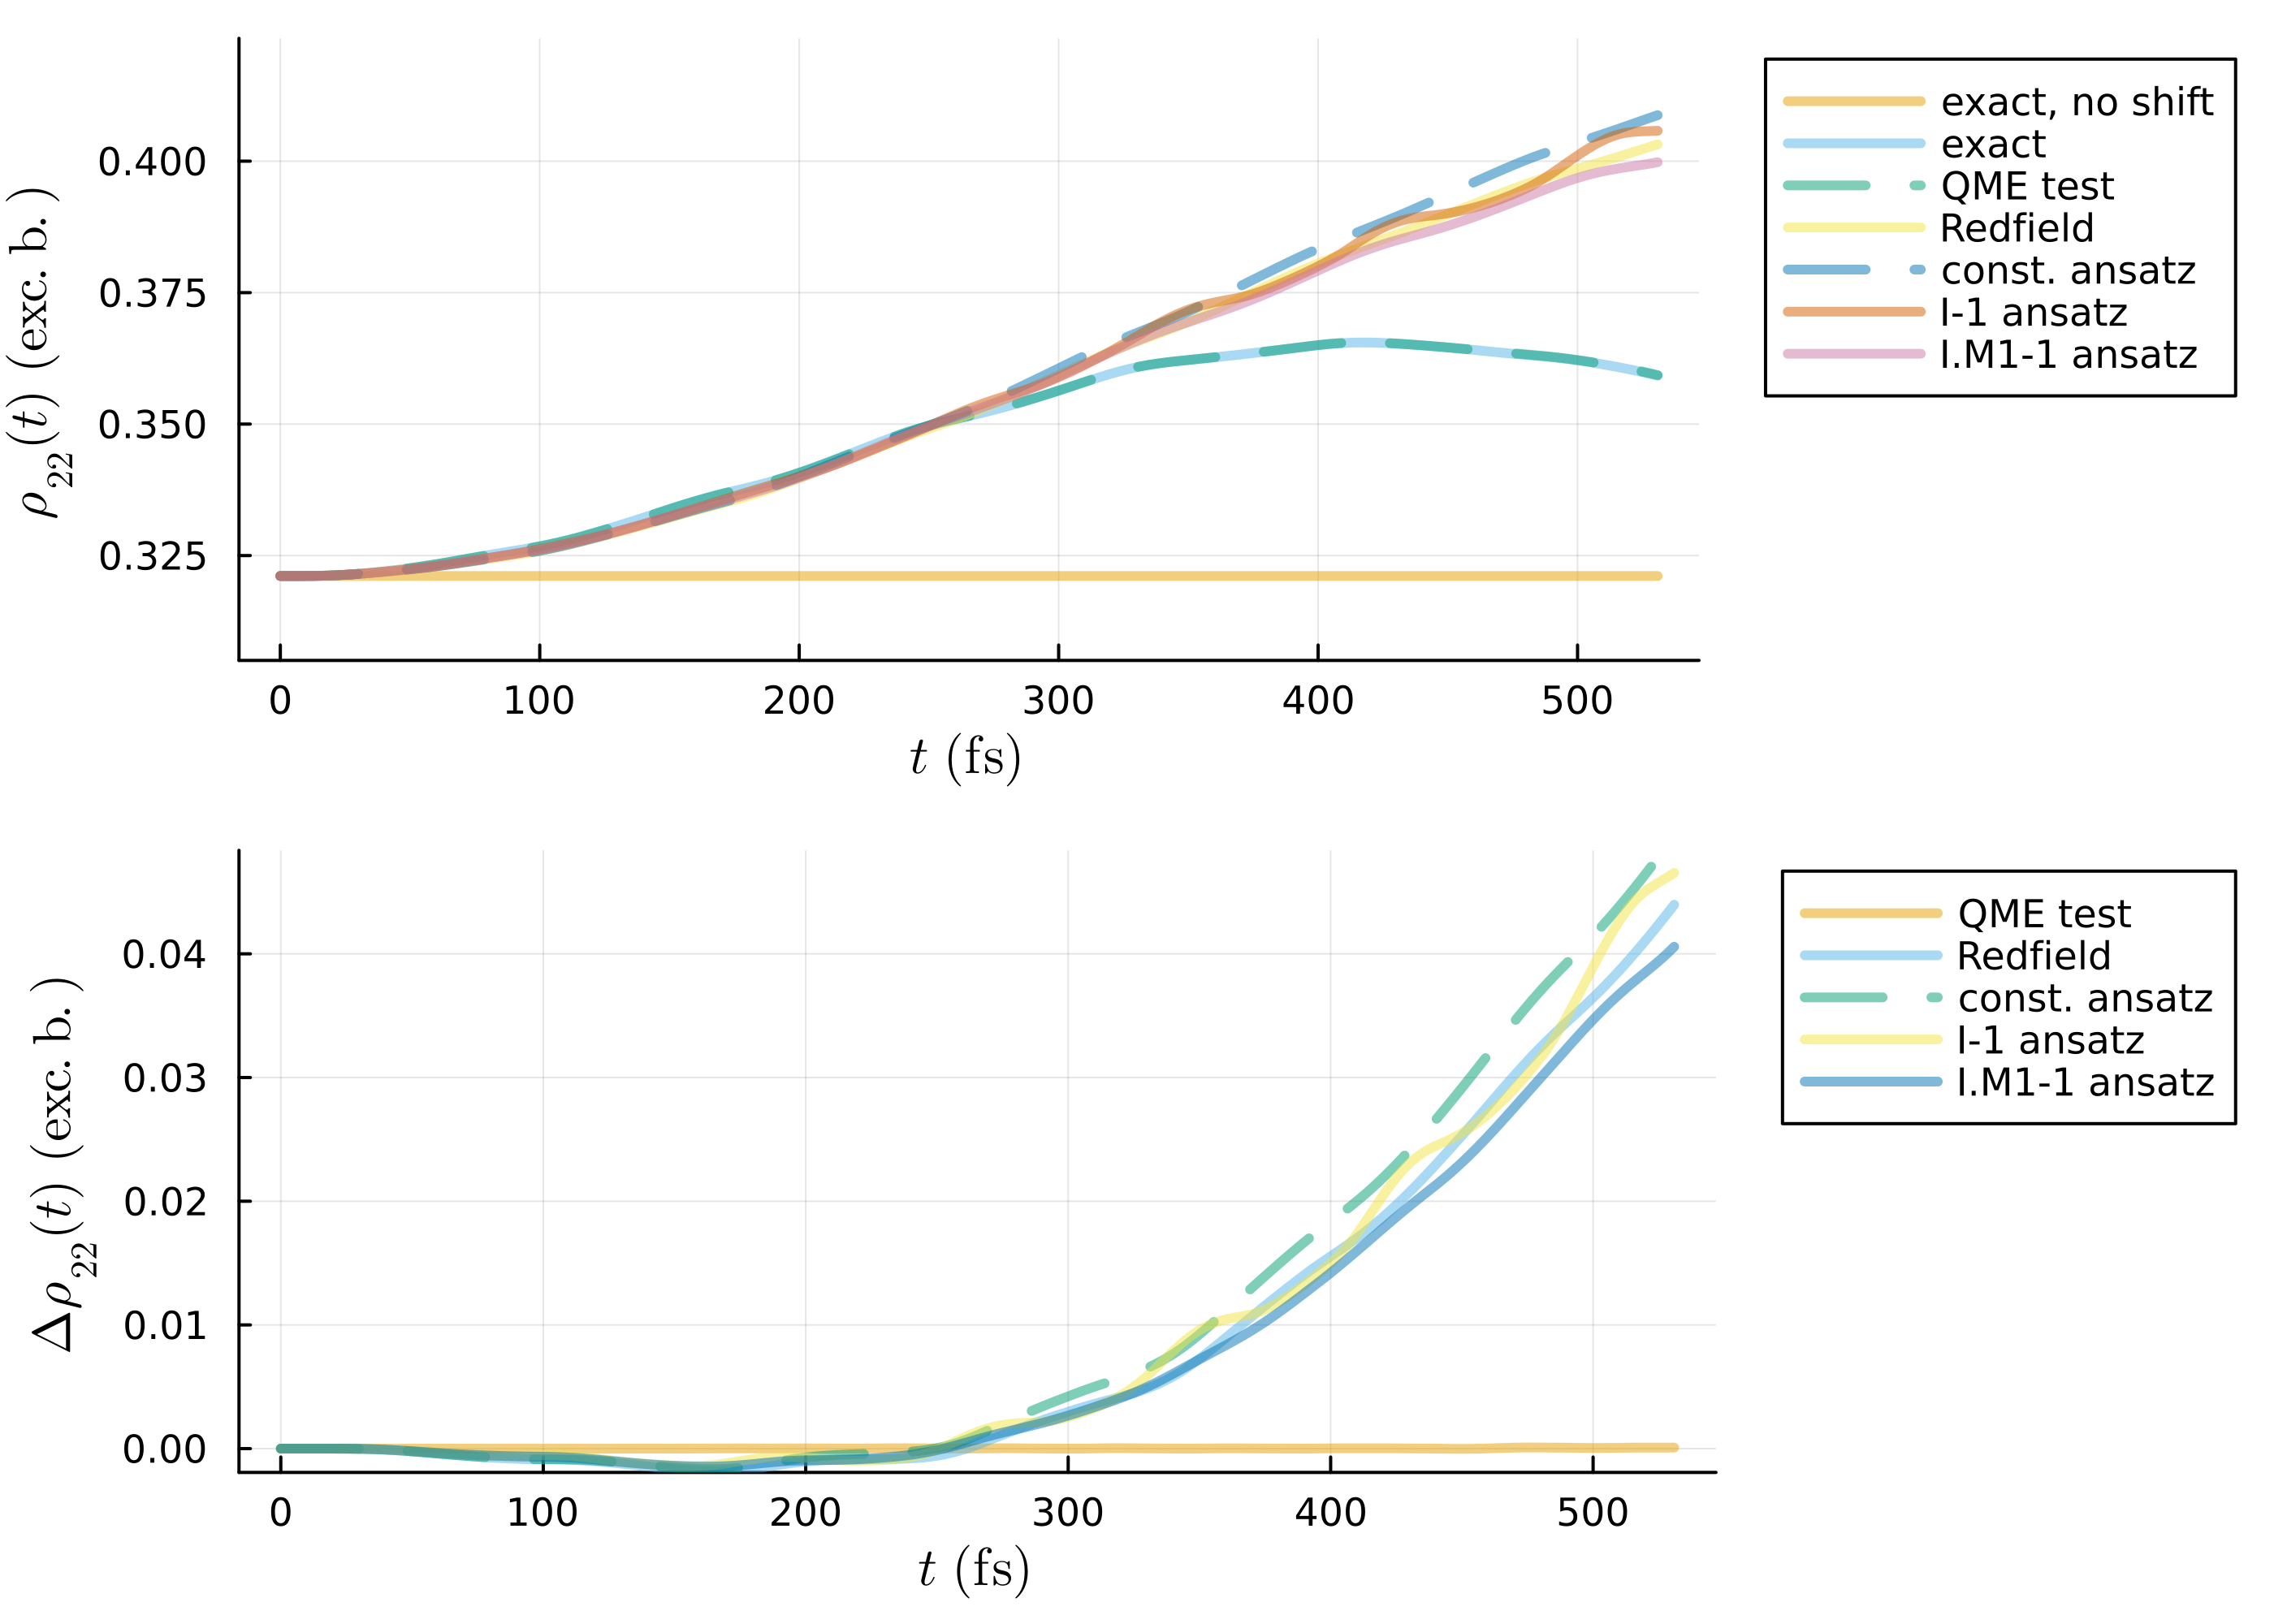 0.400
0.375
0.350
0.325
ρ22(t) (exc. b. )
0 100 200 300 400 500
t (fs)
exact, no shift
exact
QME test
Redfield
const. ansatz
I-1 ansatz
I.M1-1 ansatz
0.04
0.03
0.02
0.01
0.00
Δρ22(t) (exc. b. )
0 100 200 300 400 500
t (fs)
QME test
Redfield
const. ansatz
I-1 ansatz
I.M1-1 ansatz